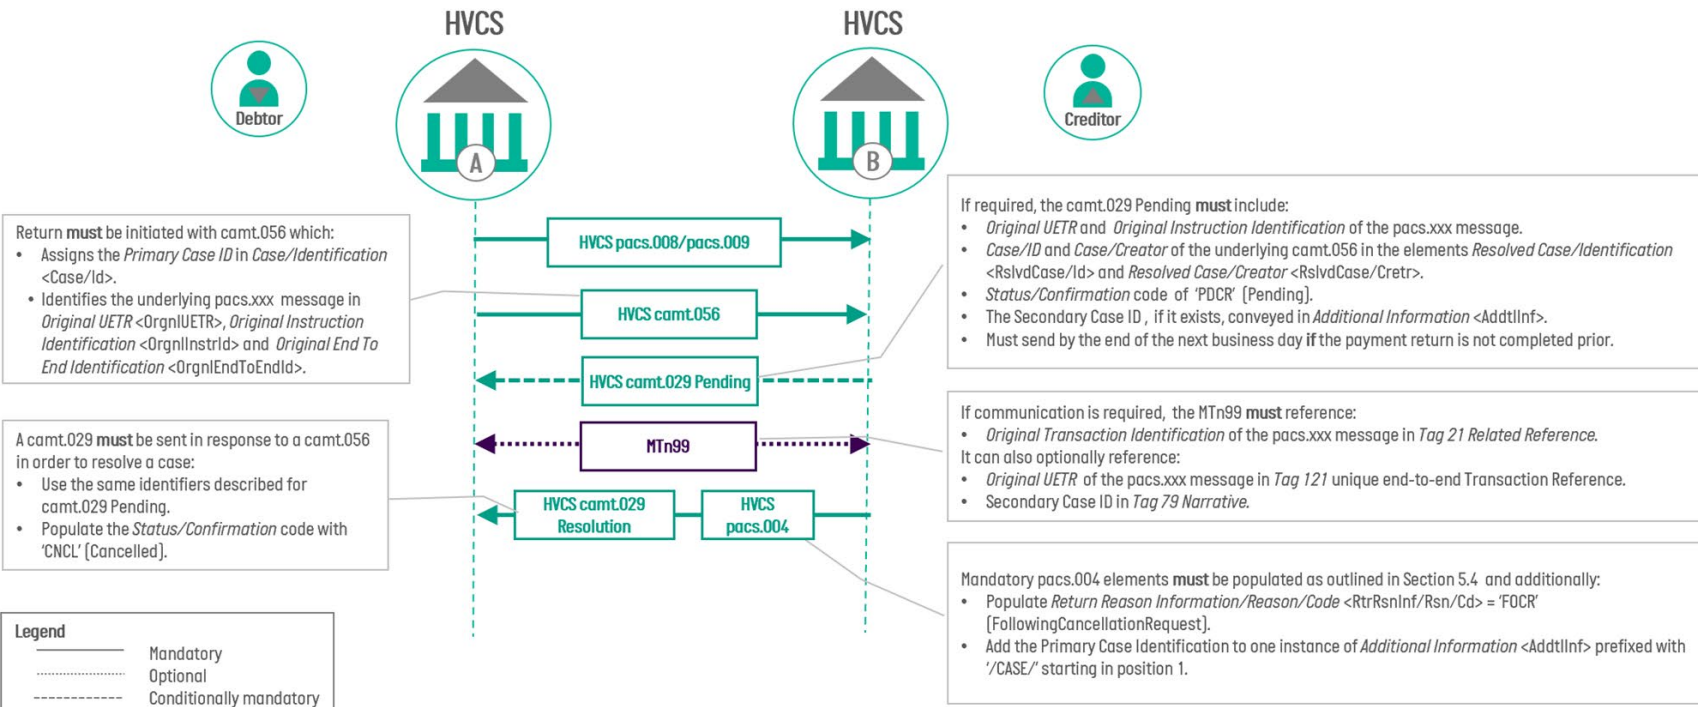 HVCS
HVCS
Debtor
A
B
Creditor
Return must be initiated with camt.056 which:
• Assigns the Primary Case ID in Case/Identification
<Case/Id>.
• Identifies the underlying pacs.xxx message in
Original UETR <OrgnlUETR>, Original Instruction
Identification <OrgnlInstrId> and Original End To
End Identification <OrgnlEndToEndId>.
A camt.029 must be sent in response to a camt.056
in order to resolve a case:
• Use the same identifiers described for
camt.029 Pending.
• Populate the Status/Confirmation code with
'CNCL' (Cancelled).
HVCS pacs.008/pacs.009
HVCS camt.056
HVCS camt.029 Pending
MTn99
HVCS camt.029
Resolution
HVCS
pacs.004
If required, the camt.029 Pending must include:
• Original UETR and Original Instruction Identification of the pacs.xxx message.
• Case/ID and Case/Creator of the underlying camt.056 in the elements Resolved Case/Identification
<RslvdCase/Id> and Resolved Case/Creator <RslvdCase/Cretr>.
• Status/Confirmation code of 'PDCR' (Pending).
• The Secondary Case ID , if it exists, conveyed in Additional Information <AddtlInf>.
• Must send by the end of the next business day if the payment return is not completed prior.
If communication is required, the MTn99 must reference:
• Original Transaction Identification of the pacs.xxx message in Tag 21 Related Reference.
It can also optionally reference:
• Original UETR of the pacs.xxx message in Tag 121 unique end-to-end Transaction Reference.
• Secondary Case ID in Tag 79 Narrative.
Mandatory pacs.004 elements must be populated as outlined in Section 5.4 and additionally:
• Populate Return Reason Information/Reason/Code <RtrRsnInf/Rsn/Cd> = 'FOCR'
(FollowingCancellationRequest).
• Add the Primary Case Identification to one instance of Additional Information <AddtlInf> prefixed with
'/CASE/' starting in position 1.
Legend
Mandatory
Optional
Conditionally mandatory